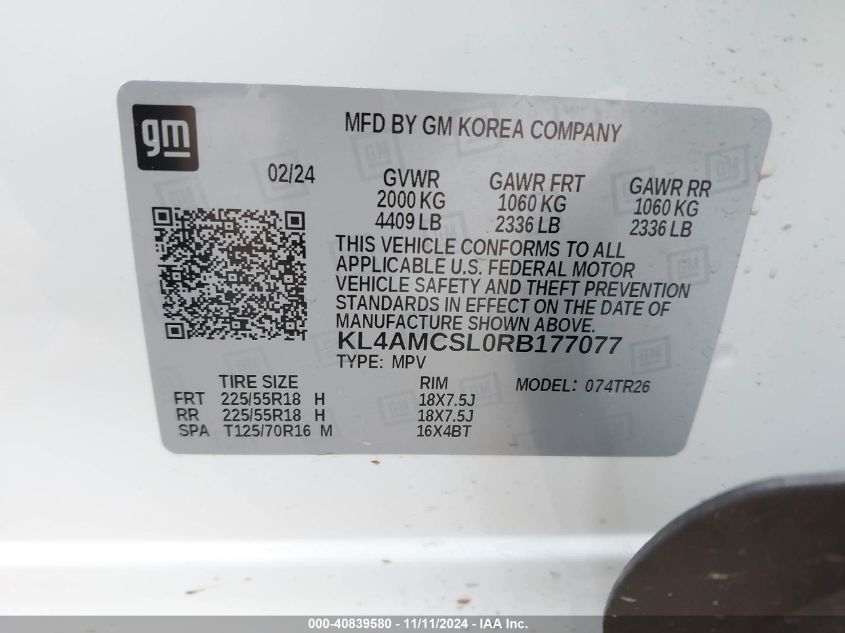 gm
MFD BY GM KOREA COMPANY
02/24
GVWR GAWR FRT GAWR RR
2000 KG 1060 KG 1060 KG
4409 LB 2336 LB 2336 LB
THIS VEHICLE CONFORMS TO ALL
APPLICABLE U.S. FEDERAL MOTOR
VEHICLE SAFETY AND THEFT PREVENTION
STANDARDS IN EFFECT ON THE DATE OF
MANUFACTURE SHOWN ABOVE.
KL4AMCSL0RB177077
TYPE: MPV
TIRE SIZE RIM MODEL: 074TR26
FRT 225/55R18 H 18X7.5J
RR 225/55R18 H 18X7.5J
SPA T125/70R16 M 16X4BT
000-40839580 - 11/11/2024 - IAA Inc.